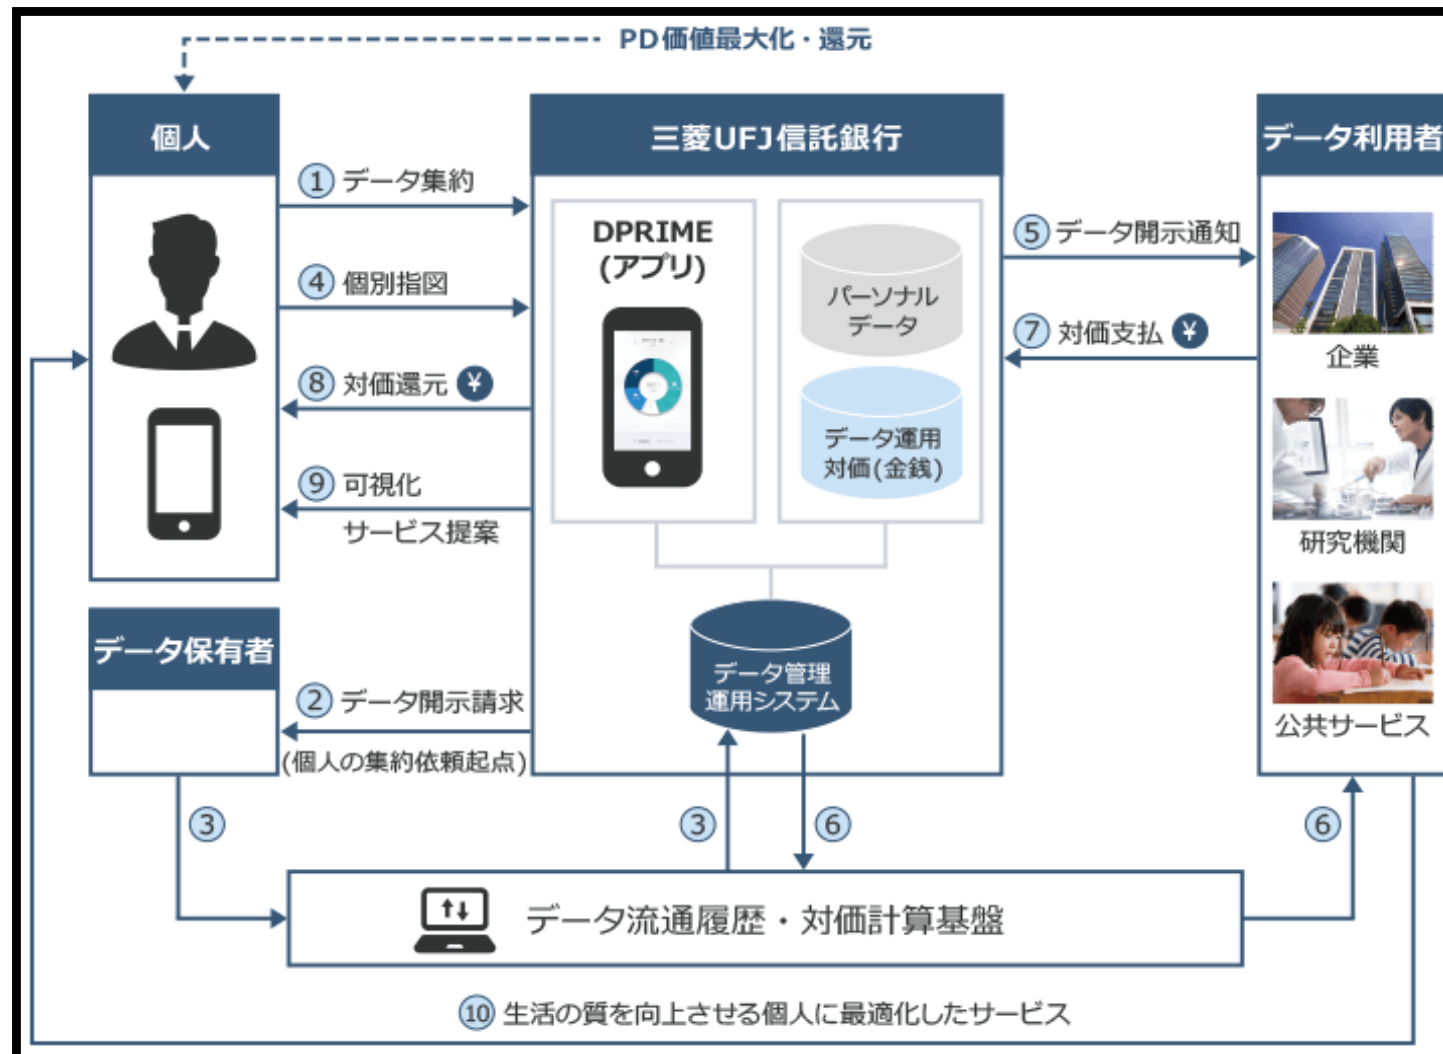 PD価値最大化・還元
個人
三菱UFJ信託銀行
データ利用者
① データ集約
④ 個別指図
⑧ 対価還元 ¥
⑨ 可視化
サービス提案
DPRIME
(アプリ)
パーソナル
データ
データ運用
対価(金銭)
データ管理
運用システム
⑤ データ開示通知
⑦ 対価支払 ¥
企業
研究機関
公共サービス
データ保有者
② データ開示請求
(個人の集約依頼起点)
③
③
⑥
⑥
データ流通履歴・対価計算基盤
⑩ 生活の質を向上させる個人に最適化したサービス